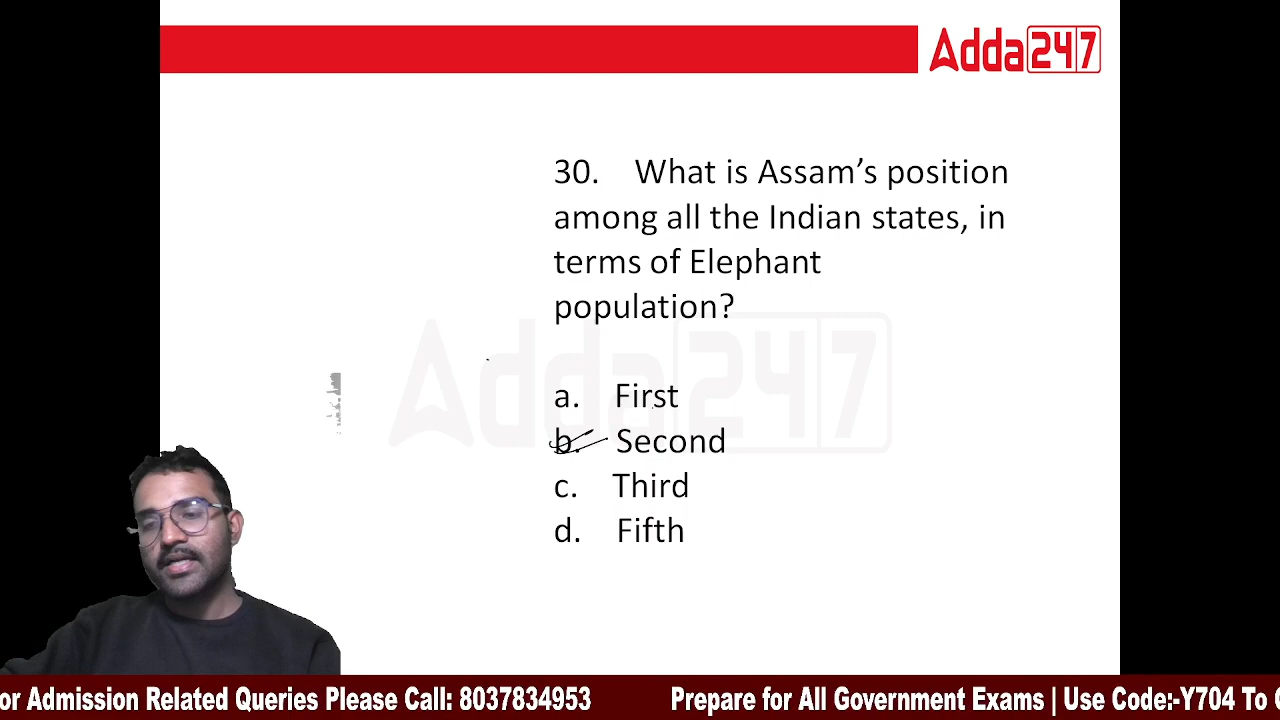 Adda247
30. What is Assam’s position
among all the Indian states, in
terms of Elephant
population?
Adda247
a. First
b. Second
c. Third
d. Fifth
or Admission Related Queries Please Call: 8037834953 Prepare for All Government Exams | Use Code:-Y704 To